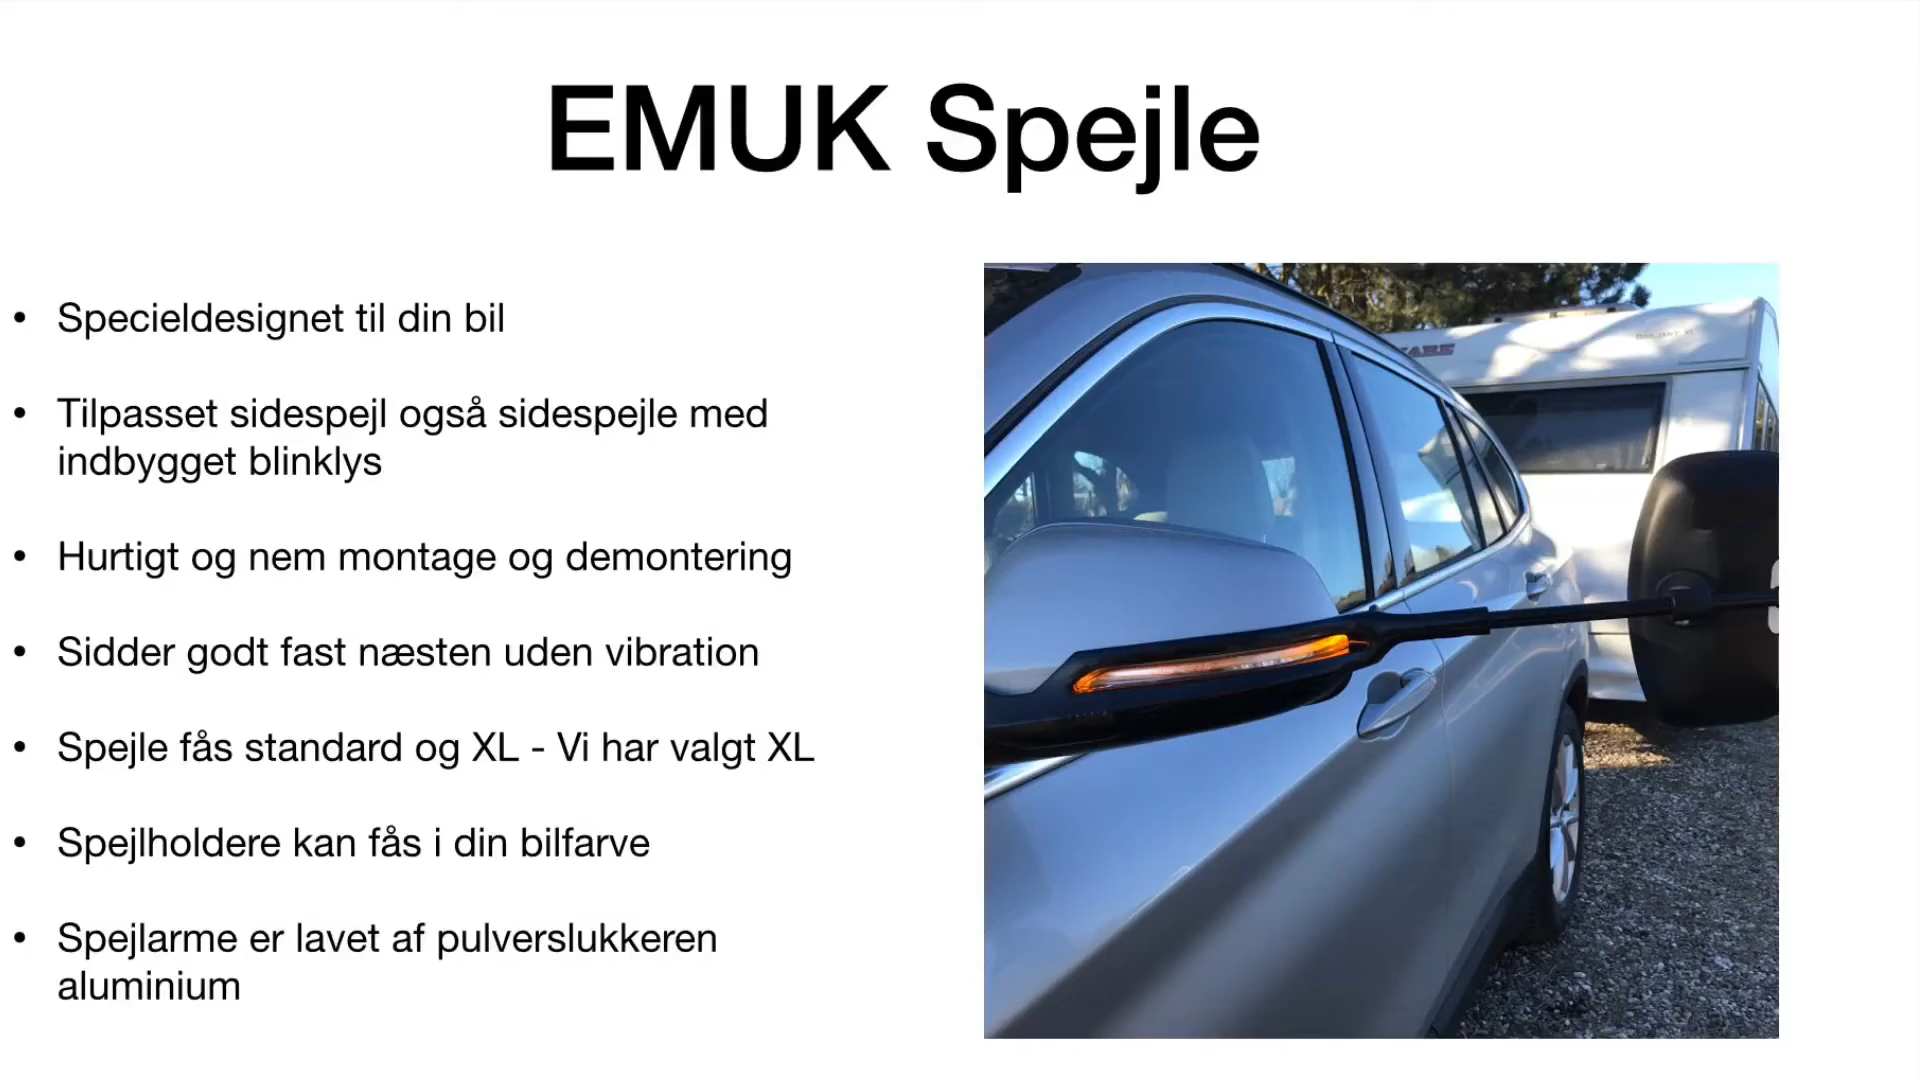 EMUK Spejle
• Specieldesignet til din bil
• Tilpasset sidespejl også sidespejle med
indbygget blinklys
• Hurtigt og nem montage og demontering
• Sidder godt fast næsten uden vibration
• Spejle fås standard og XL - Vi har valgt XL
• Spejlholdere kan fås i din bilfarve
• Spejlarme er lavet af pulverslukkeren
aluminium